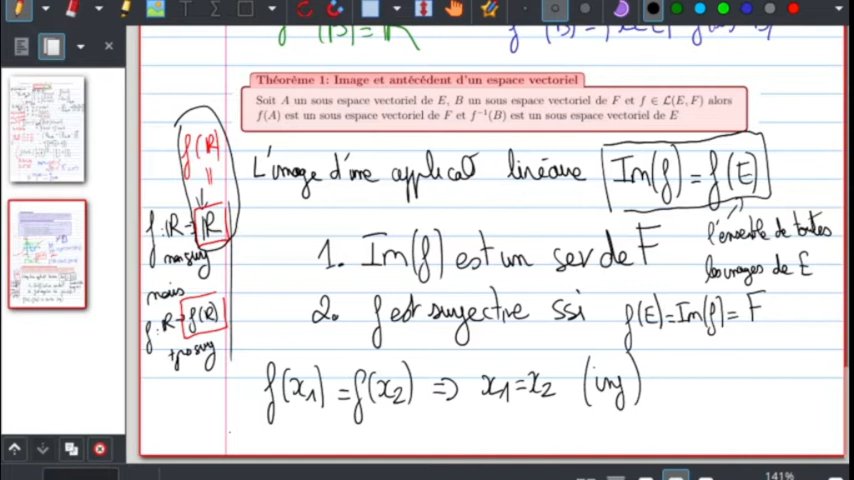 Théorème 1: Image et antécédent d'un espace vectoriel
Soit A un sous espace vectoriel de E, B un sous espace vectoriel de F et f ∈ ℒ(E, F) alors
f(A) est un sous espace vectoriel de F et f⁻¹(B) est un sous espace vectoriel de E
L'image d'une applicat linéaire Im(f) = f(E)
l'ensemble de toutes
les images de E
1. Im(f) est un sev de F
2. f est surjective ssi f(E) = Im(f) = F
f(x₁) = f(x₂) ⇒ x₁ = x₂ (inj)
f(R)
=
f: R → R
non surj
mais
f: R → f(R)
surj
141%